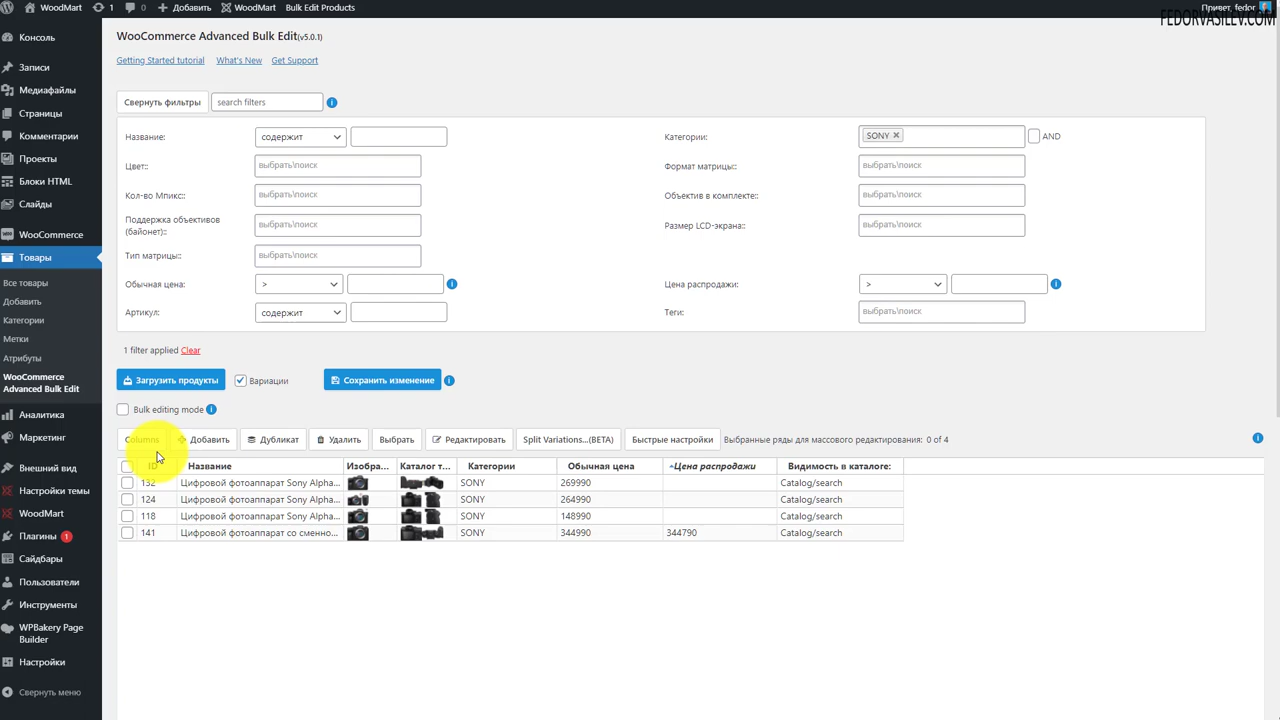 WoodMart 1 0 Добавить WoodMart Bulk Edit Products Привет, fedor
FEDORVASILEV.COM
Консоль
Записи
Медиафайлы
Страницы
Комментарии
Проекты
Блоки HTML
Слайды
WooCommerce
Товары
Все товары
Добавить
Категории
Метки
Атрибуты
WooCommerce
Advanced Bulk Edit
Аналитика
Маркетинг
Внешний вид
Настройки темы
WoodMart
Плагины 1
Сайдбары
Пользователи
Инструменты
WPBakery Page
Builder
Настройки
Свернуть меню
WooCommerce Advanced Bulk Edit(v5.0.1)
Getting Started tutorial What's New Get Support
Свернуть фильтры search filters
Название: содержит Категории: SONY × AND
Цвет:: выбрать\поиск Формат матрицы:: выбрать\поиск
Кол-во Мпикс:: выбрать\поиск Объектив в комплекте:: выбрать\поиск
Поддержка объективов
(байонет):: выбрать\поиск Размер LCD-экрана:: выбрать\поиск
Тип матрицы:: выбрать\поиск
Обычная цена: > Цена распродажи: >
Артикул: содержит Теги: выбрать\поиск
1 filter applied Clear
Загрузить продукты Вариации Сохранить изменение
Bulk editing mode
Columns Добавить Дубликат Удалить Выбрать Редактировать Split Variations...(BETA) Быстрые настройки Выбранные ряды для массового редактирования: 0 of 4
ID Название Изобра... Каталог т... Категории Обычная цена Цена распродажи Видимость в каталоге:
132 Цифровой фотоаппарат Sony Alpha... SONY 269990 Catalog/search
124 Цифровой фотоаппарат Sony Alpha... SONY 264990 Catalog/search
118 Цифровой фотоаппарат Sony Alpha... SONY 148990 Catalog/search
141 Цифровой фотоаппарат со сменно... SONY 344990 344790 Catalog/search